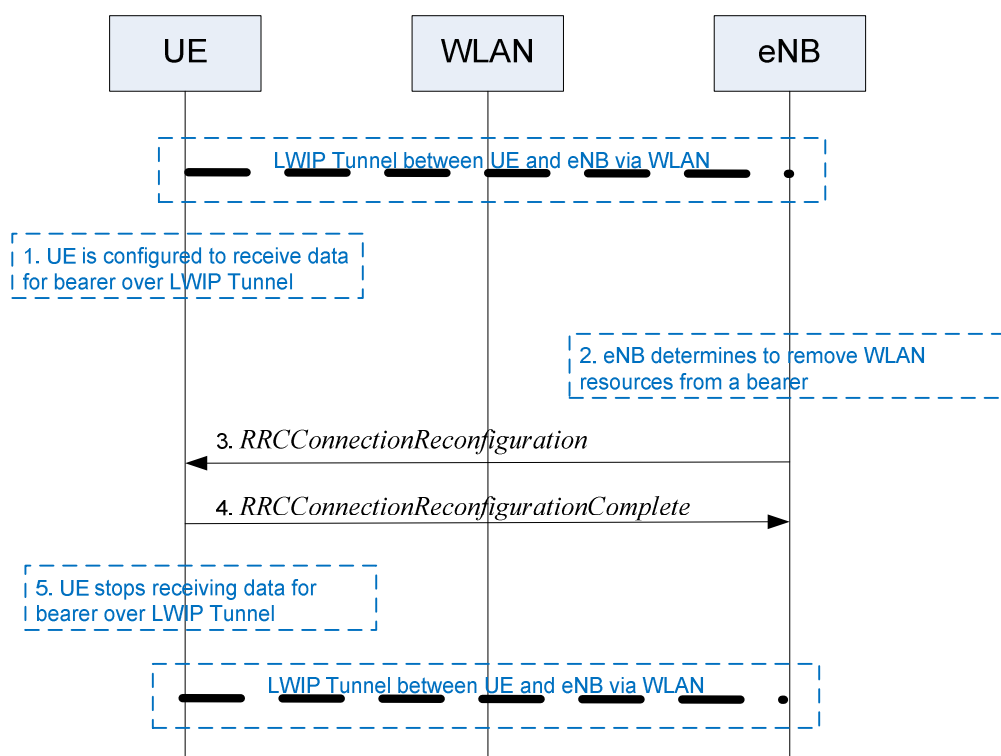 UE
WLAN
eNB
LWIP Tunnel between UE and eNB via WLAN
1. UE is configured to receive data
for bearer over LWIP Tunnel
2. eNB determines to remove WLAN
resources from a bearer
3. RRCConnectionReconfiguration
4. RRCConnectionReconfigurationComplete
5. UE stops receiving data for
bearer over LWIP Tunnel
LWIP Tunnel between UE and eNB via WLAN